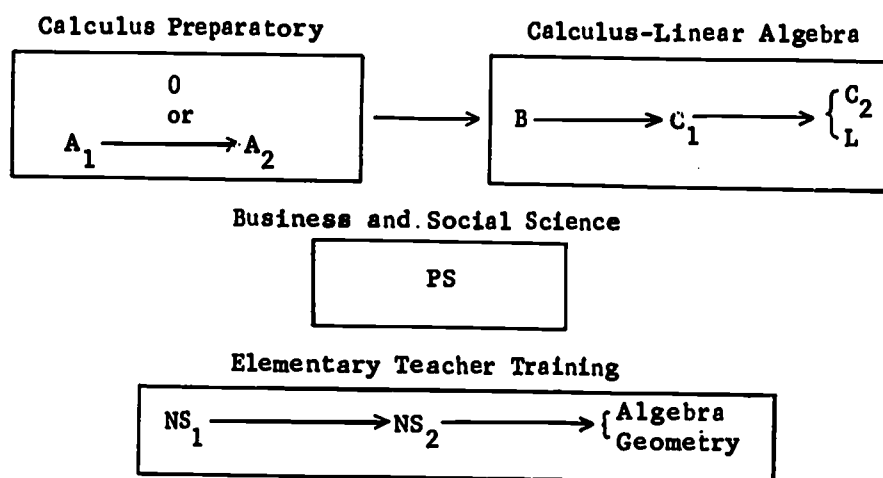 Calculus Preparatory
Calculus-Linear Algebra
0
or
A1 A2
B C1 { C2
L
Business and Social Science
PS
Elementary Teacher Training
NS1 NS2 { Algebra
Geometry